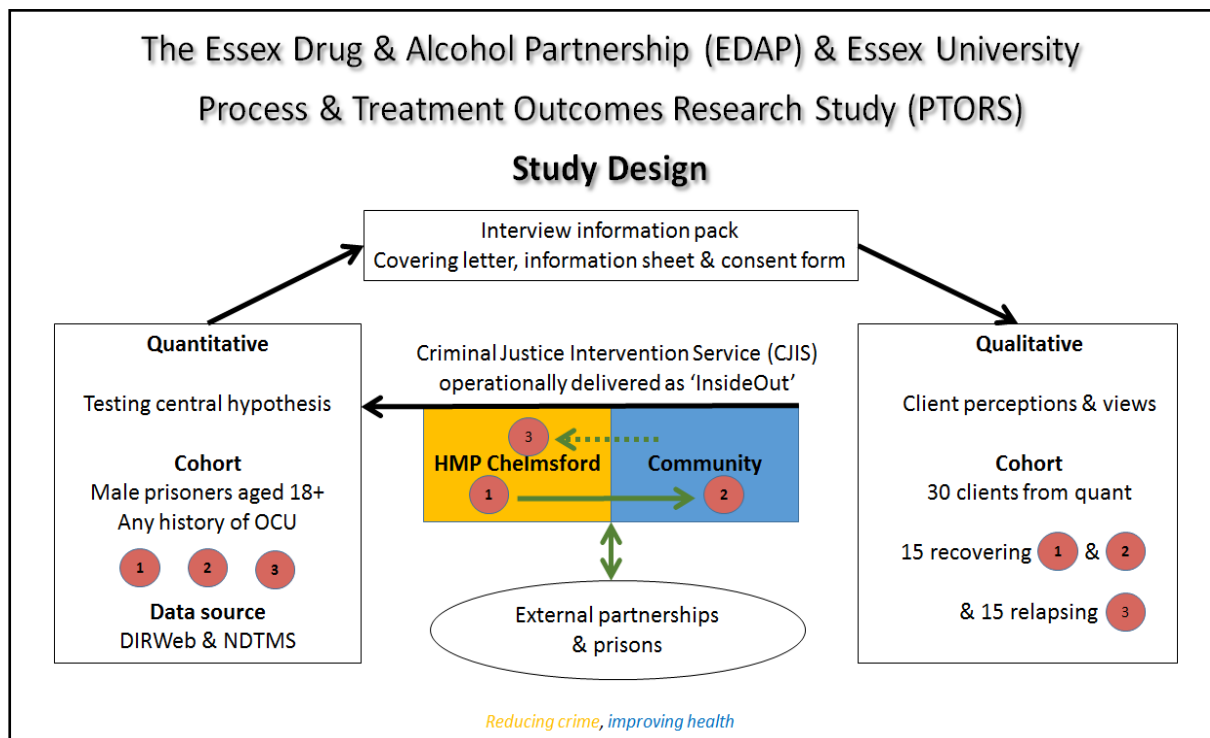 The Essex Drug & Alcohol Partnership (EDAP) & Essex University
Process & Treatment Outcomes Research Study (PTORS)
Study Design
Interview information pack
Covering letter, information sheet & consent form
Quantitative
Testing central hypothesis
Cohort
Male prisoners aged 18+
Any history of OCU
1 2 3
Data source
DIRWeb & NDTMS
Criminal Justice Intervention Service (CJIS)
operationally delivered as ‘InsideOut’
3
HMP Chelmsford Community
1 2
External partnerships
& prisons
Qualitative
Client perceptions & views
Cohort
30 clients from quant
15 recovering 1 & 2
& 15 relapsing 3
Reducing crime, improving health